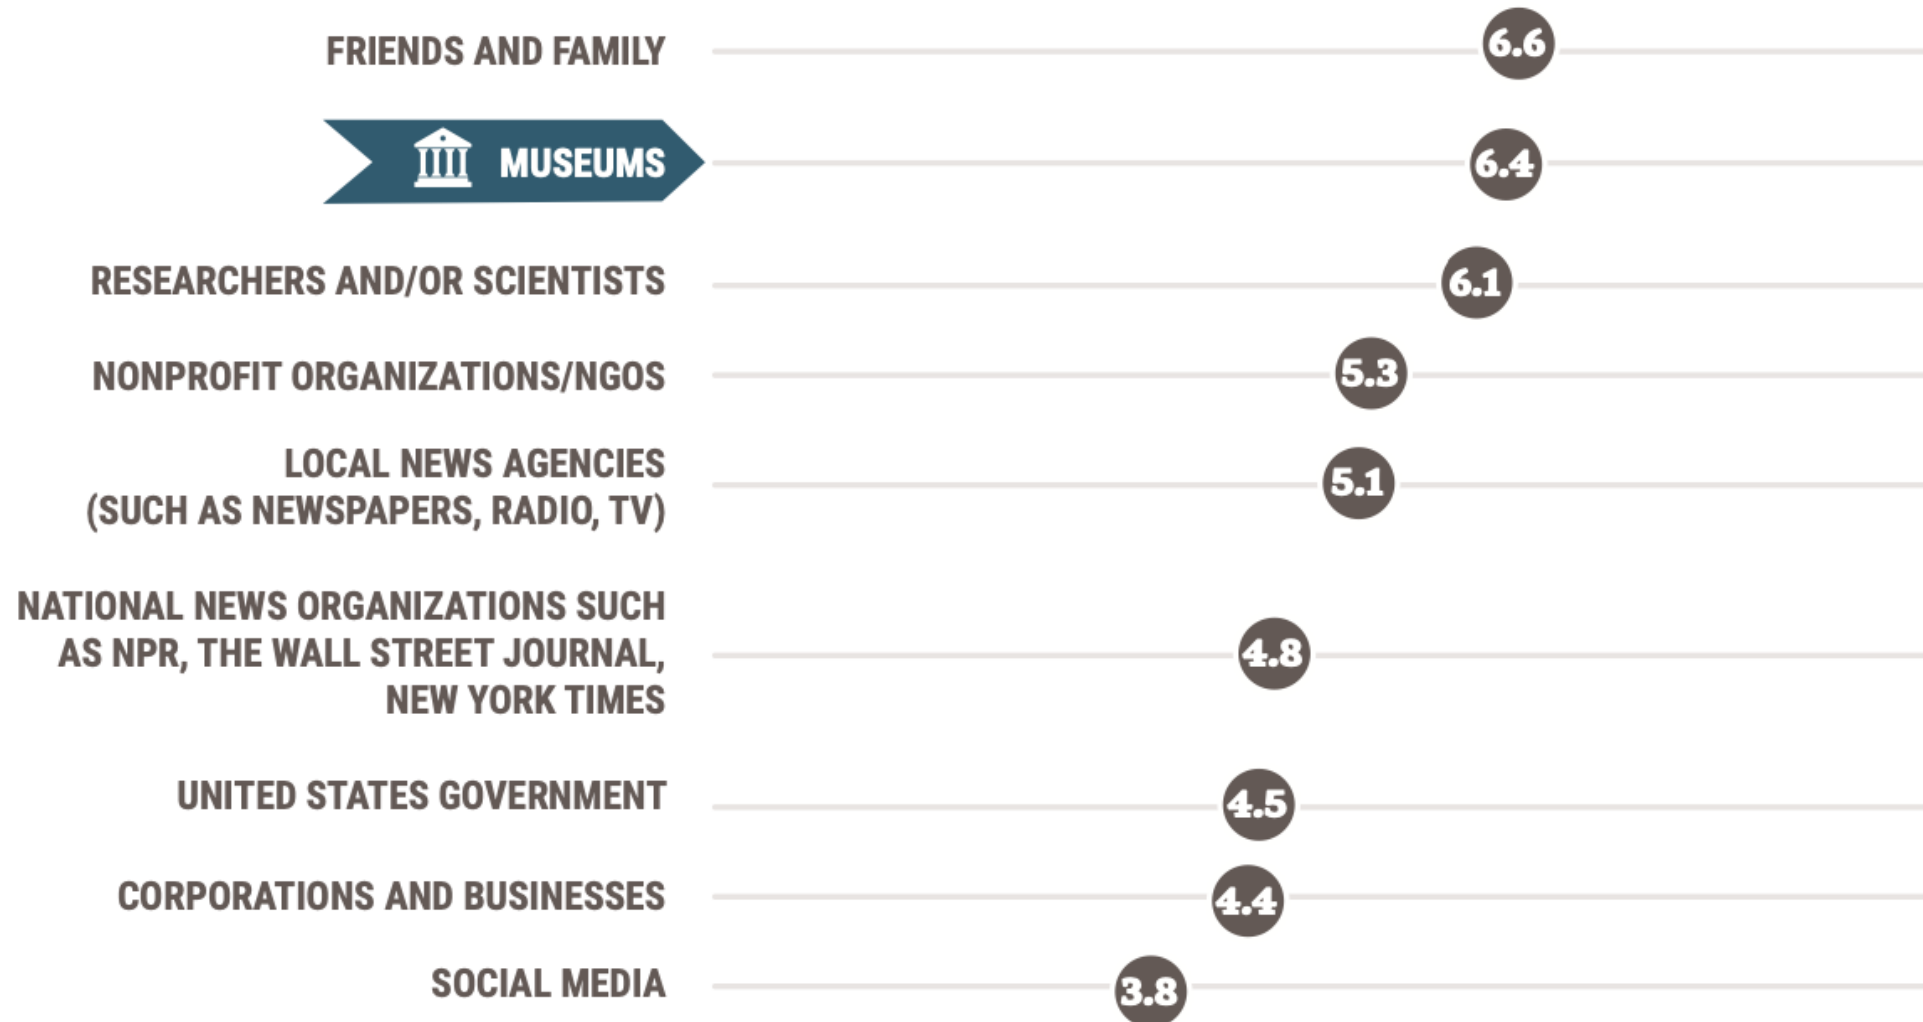 FRIENDS AND FAMILY 6.6
MUSEUMS 6.4
RESEARCHERS AND/OR SCIENTISTS 6.1
NONPROFIT ORGANIZATIONS/NGOS 5.3
LOCAL NEWS AGENCIES
(SUCH AS NEWSPAPERS, RADIO, TV) 5.1
NATIONAL NEWS ORGANIZATIONS SUCH
AS NPR, THE WALL STREET JOURNAL, 4.8
NEW YORK TIMES
UNITED STATES GOVERNMENT 4.5
CORPORATIONS AND BUSINESSES 4.4
SOCIAL MEDIA 3.8